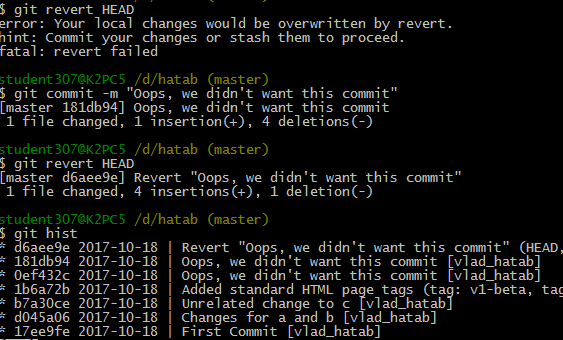 $ git revert HEAD
error: Your local changes would be overwritten by revert.
hint: Commit your changes or stash them to proceed.
fatal: revert failed
student307@K2PC5 /d/hatab (master)
$ git commit -m "Oops, we didn't want this commit"
[master 181db94] Oops, we didn't want this commit
1 file changed, 1 insertion(+), 4 deletions(-)
student307@K2PC5 /d/hatab (master)
$ git revert HEAD
[master d6aee9e] Revert "Oops, we didn't want this commit"
1 file changed, 4 insertions(+), 1 deletion(-)
student307@K2PC5 /d/hatab (master)
$ git hist
* d6aee9e 2017-10-18 | Revert "Oops, we didn't want this commit" (HEAD,
* 181db94 2017-10-18 | Oops, we didn't want this commit [vlad_hatab]
* 0ef432c 2017-10-18 | Oops, we didn't want this commit [vlad_hatab]
* 1b6a72b 2017-10-18 | Added standard HTML page tags (tag: v1-beta, tag
* b7a30ce 2017-10-18 | Unrelated change to c [vlad_hatab]
* d045a06 2017-10-18 | Changes for a and b [vlad_hatab]
* 17ee9fe 2017-10-18 | First Commit [vlad_hatab]